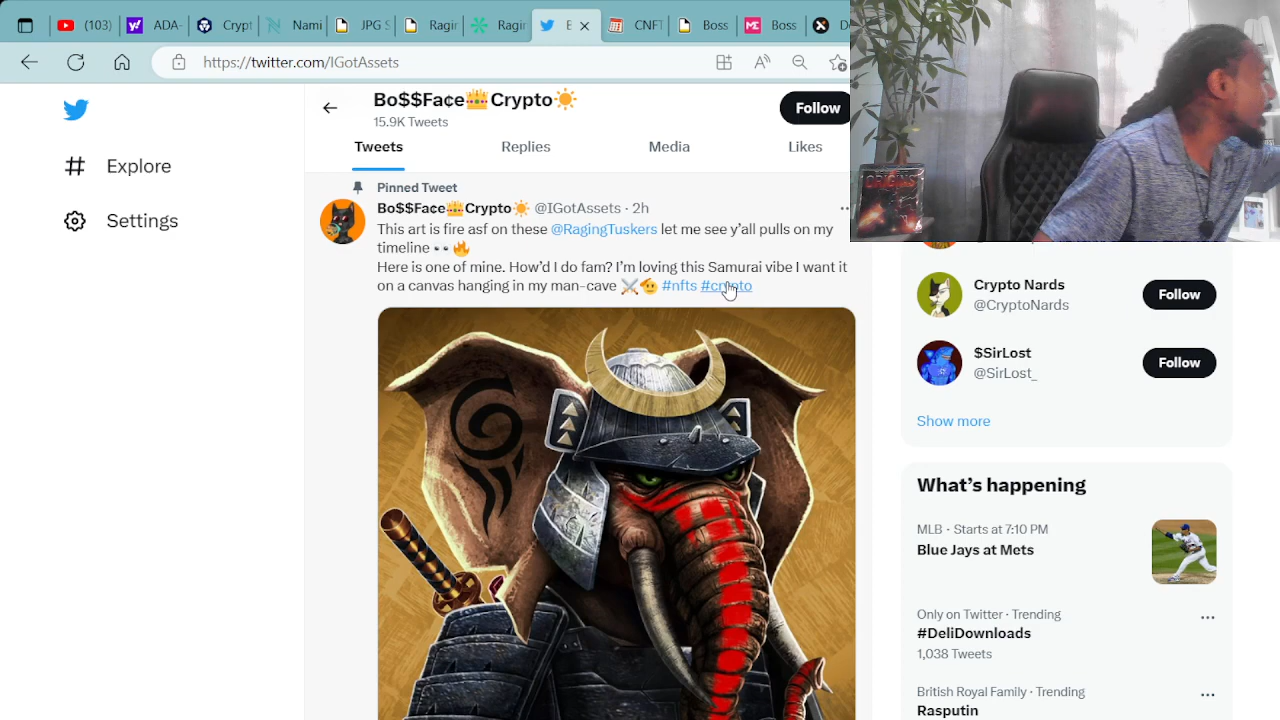 (103)
ADA-
Crypt
Nami
JPG S
Ragin
Ragin
CNFT
Boss
Boss
https://twitter.com/IGotAssets
Bo$$Fa¢e👑Crypto☀️
15.9K Tweets
Follow
Tweets
Replies
Media
Likes
Explore
Settings
Pinned Tweet
Bo$$Fa¢e👑Crypto☀️ @IGotAssets · 2h
This art is fire asf on these @RagingTuskers let me see y'all pulls on my
timeline 👀🔥
Here is one of mine. How'd I do fam? I'm loving this Samurai vibe I want it
on a canvas hanging in my man-cave ⚔️🫡 #nfts #crypto
ORIGINS
Crypto Nards
@CryptoNards
Follow
$SirLost
@SirLost_
Follow
Show more
What's happening
MLB · Starts at 7:10 PM
Blue Jays at Mets
Only on Twitter · Trending
#DeliDownloads
1,038 Tweets
British Royal Family · Trending
Rasputin